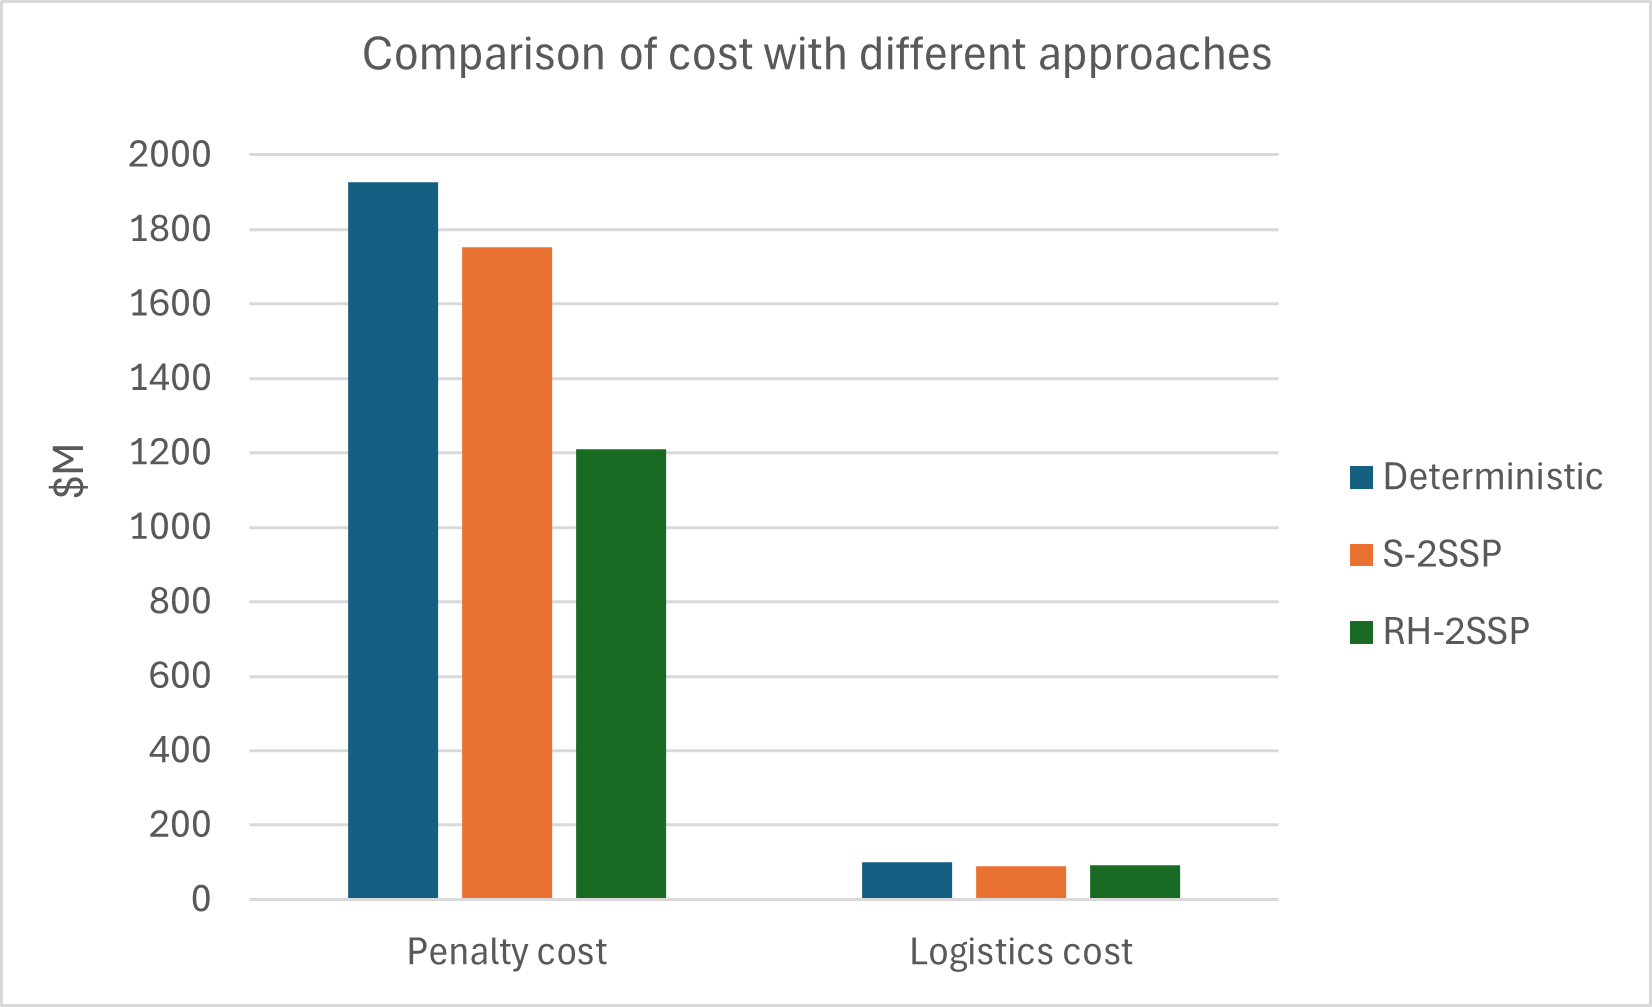 Comparison of cost with different approaches
2000
1800
1600
1400
1200
1000
800
600
400
200
0
$M
Penalty cost
Logistics cost
Deterministic
S-2SSP
RH-2SSP